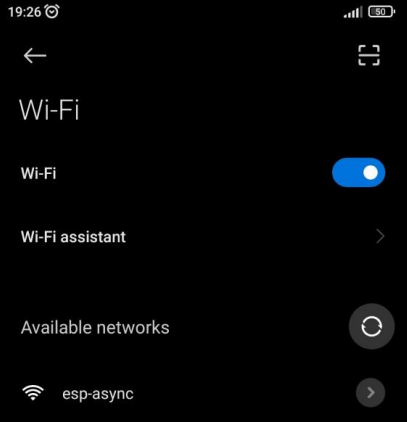 19:26 50
Wi-Fi
Wi-Fi
Wi-Fi assistant
Available networks
esp-async